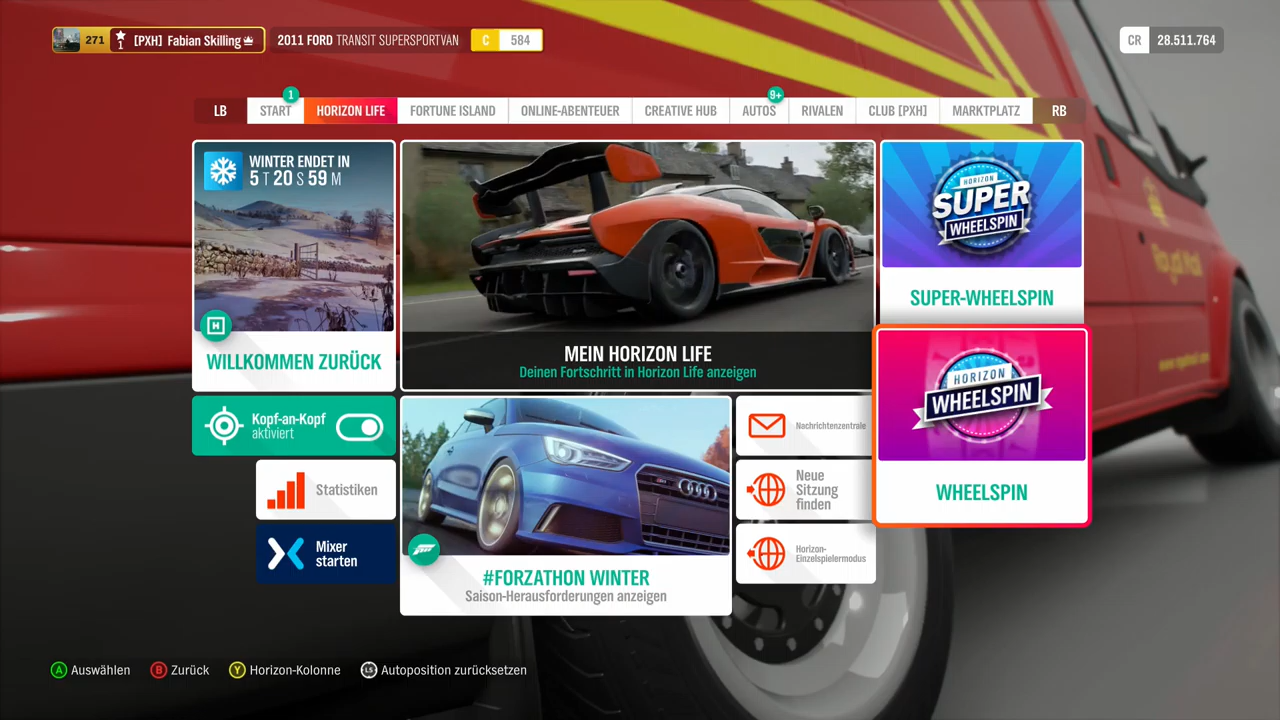 271 1 [PXH] Fabian Skilling
2011 FORD TRANSIT SUPERSPORTVAN
C 584
CR 28.511.764
1
9+
LB START HORIZON LIFE FORTUNE ISLAND ONLINE-ABENTEUER CREATIVE HUB AUTOS RIVALEN CLUB [PXH] MARKTPLATZ RB
WINTER ENDET IN
5 T 20 S 59 M
WILLKOMMEN ZURÜCK
MEIN HORIZON LIFE
Deinen Fortschritt in Horizon Life anzeigen
HORIZON
SUPER
WHEELSPIN
SUPER-WHEELSPIN
HORIZON
WHEELSPIN
WHEELSPIN
Kopf-an-Kopf
aktiviert
Statistiken
Mixer
starten
#FORZATHON WINTER
Saison-Herausforderungen anzeigen
Nachrichtenzentrale
Neue
Sitzung
finden
Horizon-
Einzelspielermodus
Royal Mail
A Auswählen
B Zurück
Y Horizon-Kolonne
LS Autoposition zurücksetzen